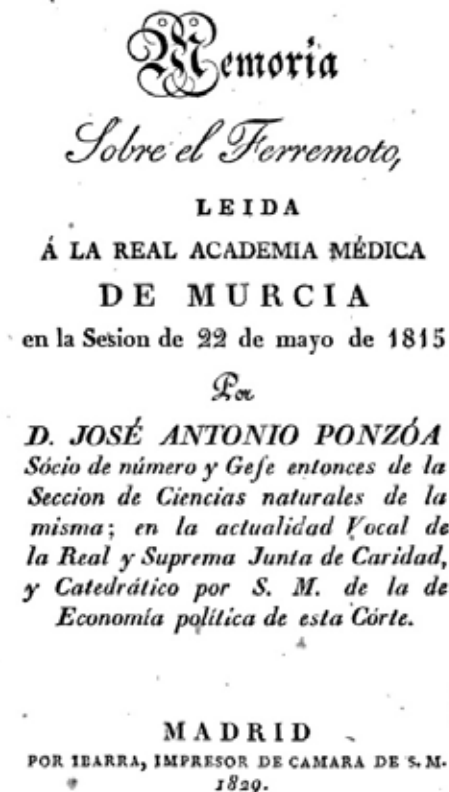 Memoria
Sobre el Terremoto,
LEIDA
Á LA REAL ACADEMIA MÉDICA
DE MURCIA
en la Sesion de 22 de mayo de 1815
Por
D. JOSÉ ANTONIO PONZÓA
Sócio de número y Gefe entonces de la
Seccion de Ciencias naturales de la
misma; en la actualidad Vocal de
la Real y Suprema Junta de Caridad,
y Catedrático por S. M. de la de
Economía política de esta Córte.
MADRID
POR IBARRA, IMPRESOR DE CAMARA DE S. M.
1829.